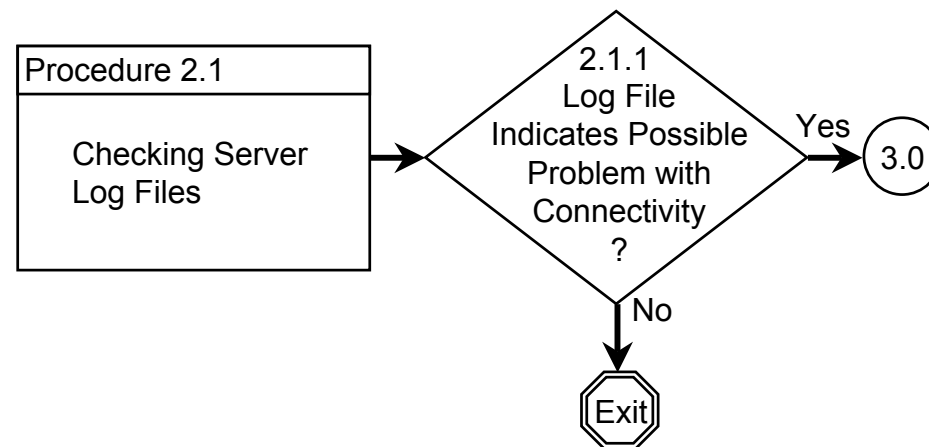 Procedure 2.1
Checking Server
Log Files
2.1.1
Log File
Indicates Possible
Problem with
Connectivity
?
Yes
3.0
No
Exit